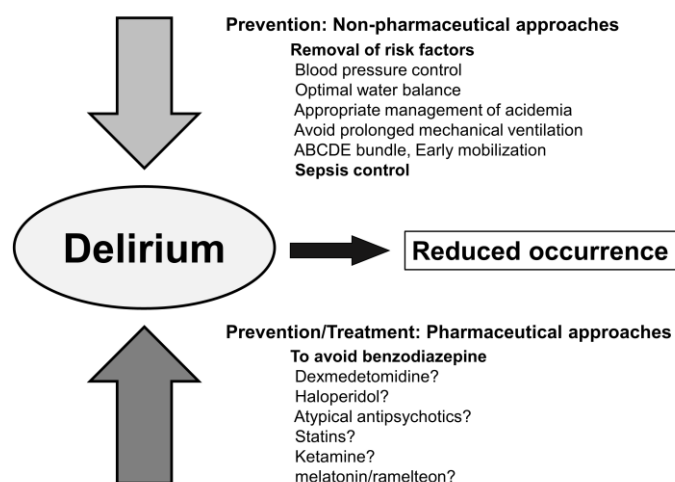 Prevention: Non-pharmaceutical approaches
Removal of risk factors
Blood pressure control
Optimal water balance
Appropriate management of acidemia
Avoid prolonged mechanical ventilation
ABCDE bundle, Early mobilization
Sepsis control
Delirium
Reduced occurrence
Prevention/Treatment: Pharmaceutical approaches
To avoid benzodiazepine
Dexmedetomidine?
Haloperidol?
Atypical antipsychotics?
Statins?
Ketamine?
melatonin/ramelteon?